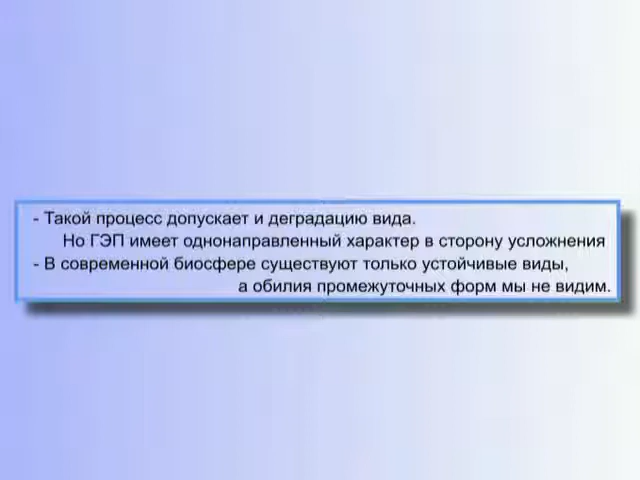 - Такой процесс допускает и деградацию вида.
Но ГЭП имеет однонаправленный характер в сторону усложнения
- В современной биосфере существуют только устойчивые виды,
а обилия промежуточных форм мы не видим.